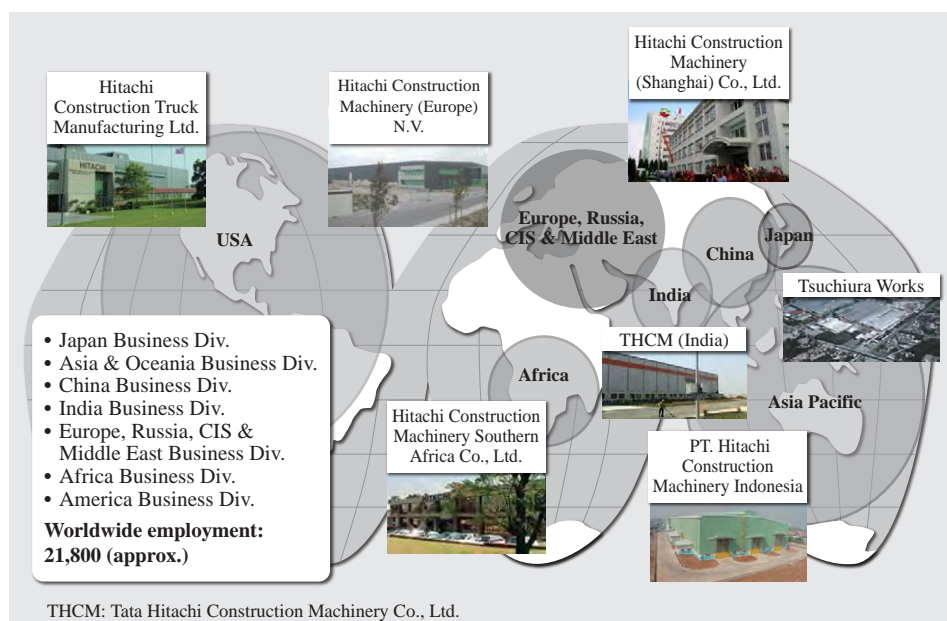 Hitachi
Construction Truck
Manufacturing Ltd.
HITACHI
Hitachi Construction
Machinery (Europe)
N.V.
Hitachi Construction
Machinery
(Shanghai) Co., Ltd.
USA
Europe, Russia,
CIS & Middle East
China
Japan
India
Tsuchiura Works
THCM (India)
Africa
Asia Pacific
Hitachi Construction
Machinery Southern
Africa Co., Ltd.
PT. Hitachi
Construction
Machinery Indonesia
• Japan Business Div.
• Asia & Oceania Business Div.
• China Business Div.
• India Business Div.
• Europe, Russia, CIS &
Middle East Business Div.
• Africa Business Div.
• America Business Div.
Worldwide employment:
21,800 (approx.)
THCM: Tata Hitachi Construction Machinery Co., Ltd.